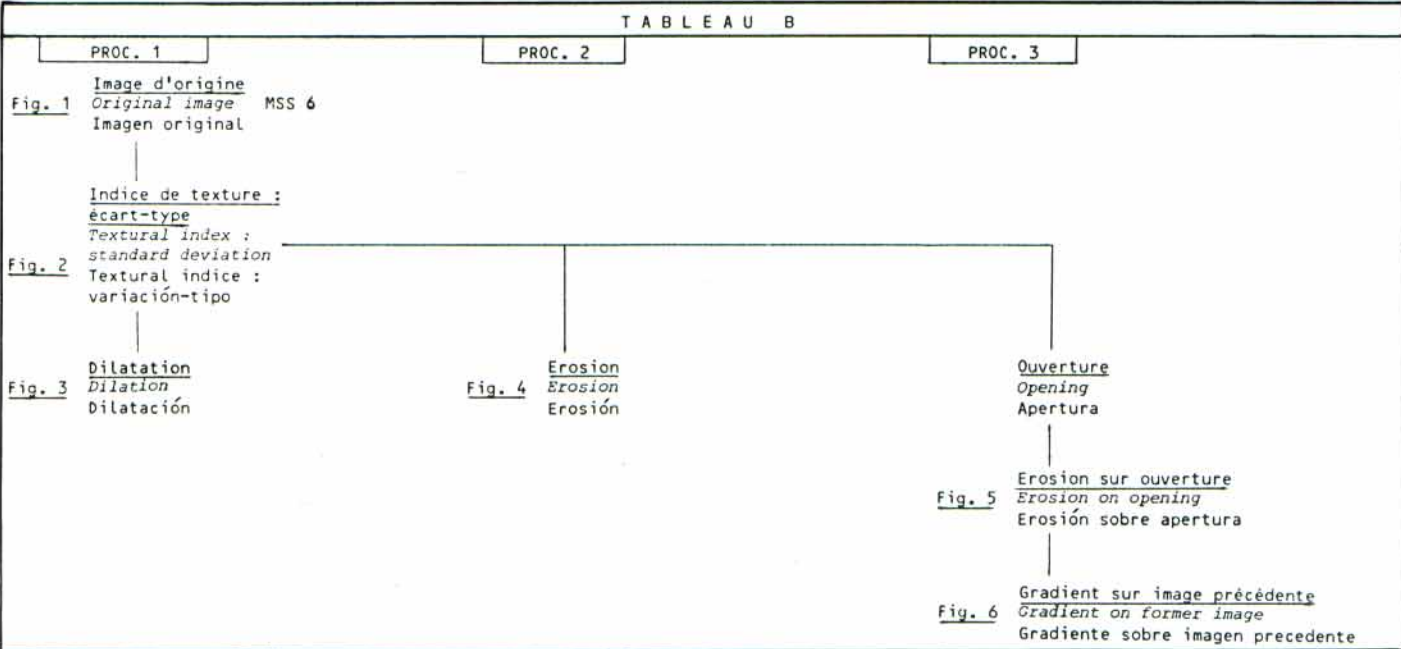 TABLEAU B
PROC. 1
PROC. 2
PROC. 3
Image d'origine
Fig. 1 Original image MSS 6
Imagen original
Indice de texture :
écart-type
Textural index :
standard deviation
Fig. 2
Textural indice :
variación-tipo
Dilatation
Fig. 3 Dilation
Dilatación
Erosion
Fig. 4 Erosion
Erosión
Ouverture
Opening
Apertura
Erosion sur ouverture
Fig. 5 Erosion on opening
Erosión sobre apertura
Gradient sur image précédente
Fig. 6 Gradient on former image
Gradiente sobre imagen precedente